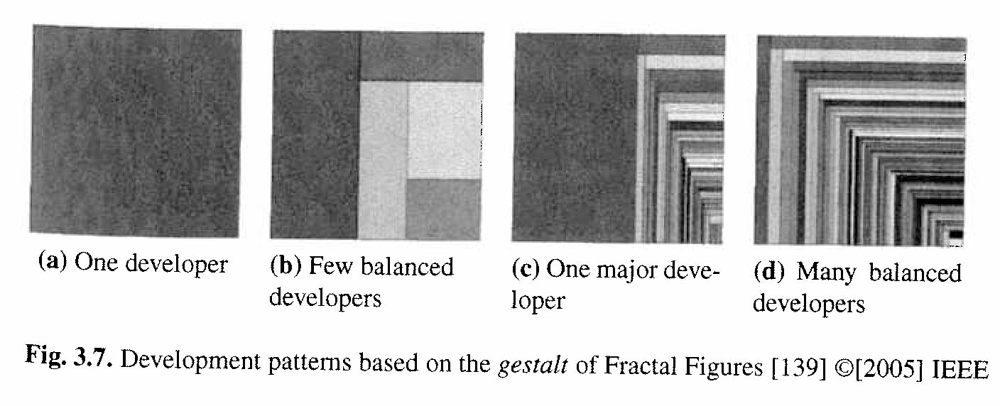 (a) One developer
(b) Few balanced
developers
(c) One major deve-
loper
(d) Many balanced
developers
Fig. 3.7. Development patterns based on the gestalt of Fractal Figures [139] ©[2005] IEEE